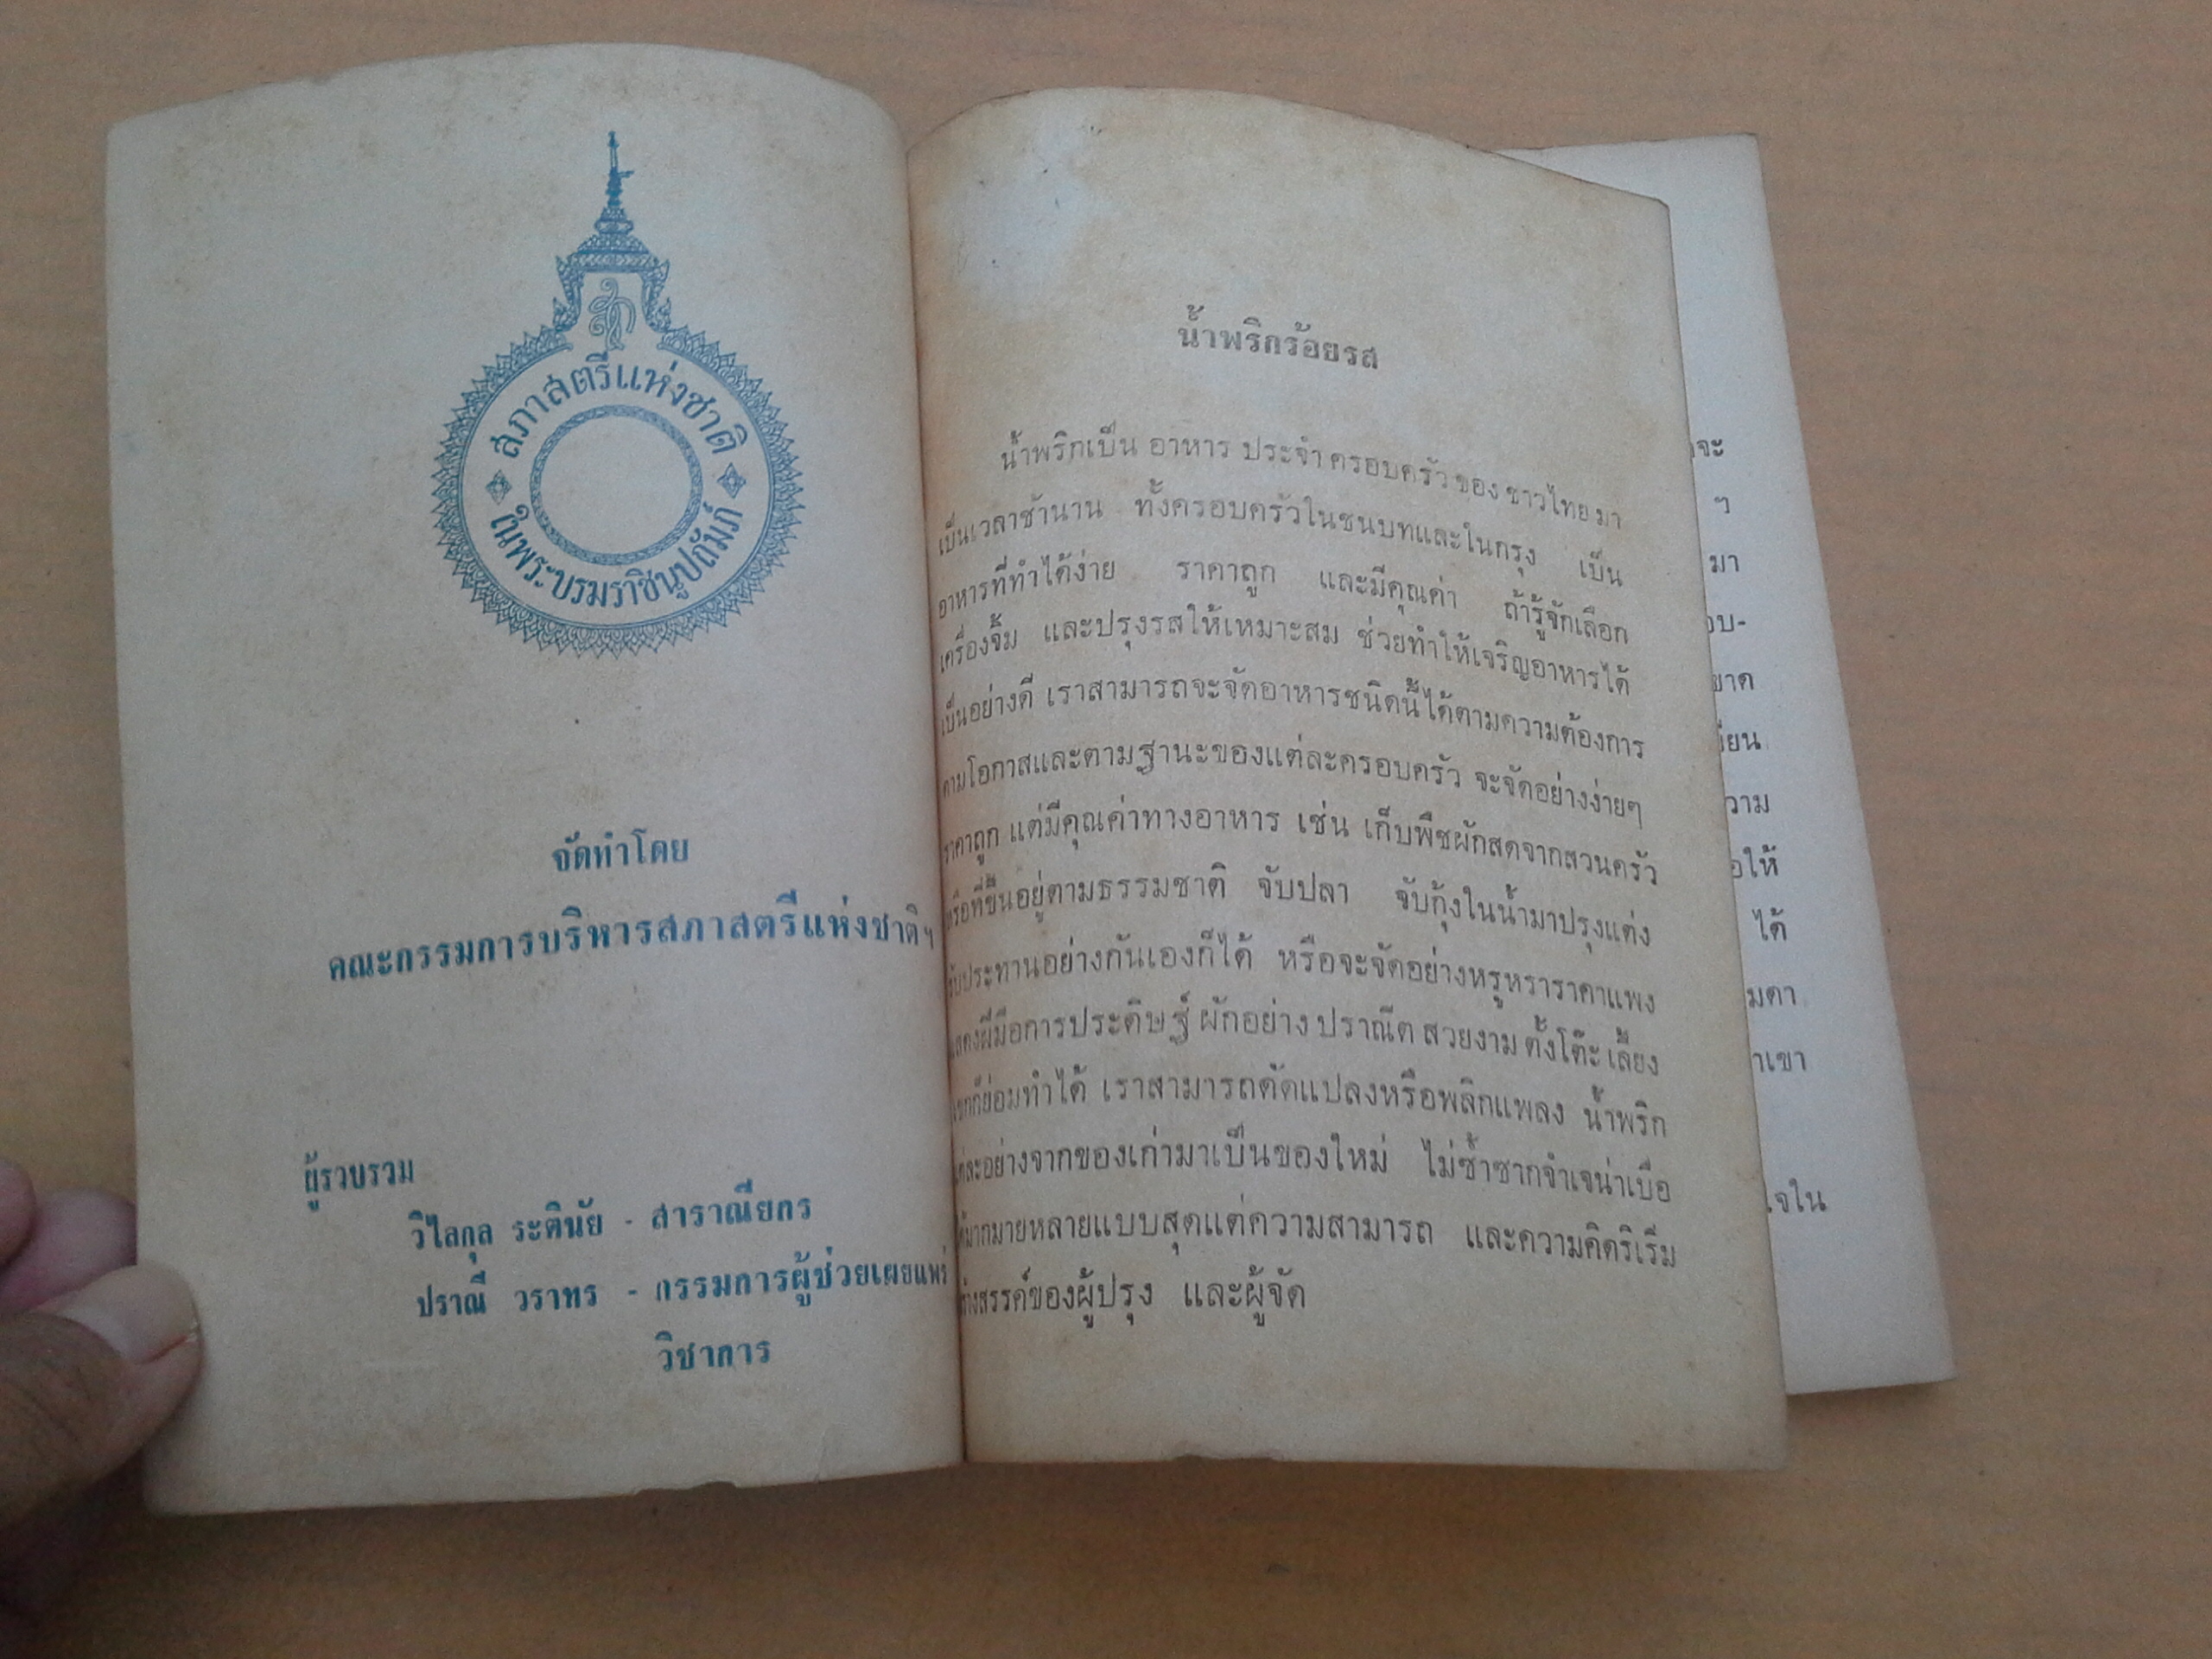 สก
สภาสตรีแห่งชาติ
ในพระบรมราชินูปถัมภ์
จัดทำโดย
คณะกรรมการบริหารสภาสตรีแห่งชาติ ฯ
ผู้รวบรวม
วิไลกุล ระตินัย - สาราณียกร
ปราณี วราทร - กรรมการผู้ช่วยเผยแพร่
วิชาการ
น้ำพริกร้อยรส
น้ำพริกเป็น อาหาร ประจำ ครอบครัว ของ ชาวไทย มา
เป็นเวลาช้านาน ทั้งครอบครัวในชนบทและในกรุง เป็น
อาหารที่ทำได้ง่าย ราคาถูก และมีคุณค่า ถ้ารู้จักเลือก
เครื่องจิ้ม และปรุงรสให้เหมาะสม ช่วยทำให้เจริญอาหารได้
เป็นอย่างดี เราสามารถจะจัดอาหารชนิดนี้ได้ตามความต้องการ
ตามโอกาสและตามฐานะของแต่ละครอบครัว จะจัดอย่างง่ายๆ
ราคาถูก แต่มีคุณค่าทางอาหาร เช่น เก็บพืชผักสดจากสวนครัว
หรือที่ขึ้นอยู่ตามธรรมชาติ จับปลา จับกุ้งในน้ำมาปรุงแต่ง
รับประทานอย่างกันเองก็ได้ หรือจะจัดอย่างหรูหราราคาแพง
แสดงฝีมือการประดิษฐ์ ผักอย่าง ปราณีต สวยงาม ตั้งโต๊ะ เลี้ยง
แขกก็ย่อมทำได้ เราสามารถดัดแปลงหรือพลิกแพลง น้ำพริก
แต่ละอย่างจากของเก่ามาเป็นของใหม่ ไม่ซ้ำซากจำเจน่าเบื่อ
ได้มากมายหลายแบบสุดแต่ความสามารถ และความคิดริเริ่ม
สร้างสรรค์ของผู้ปรุง และผู้จัด
ฯ
มา
ได้